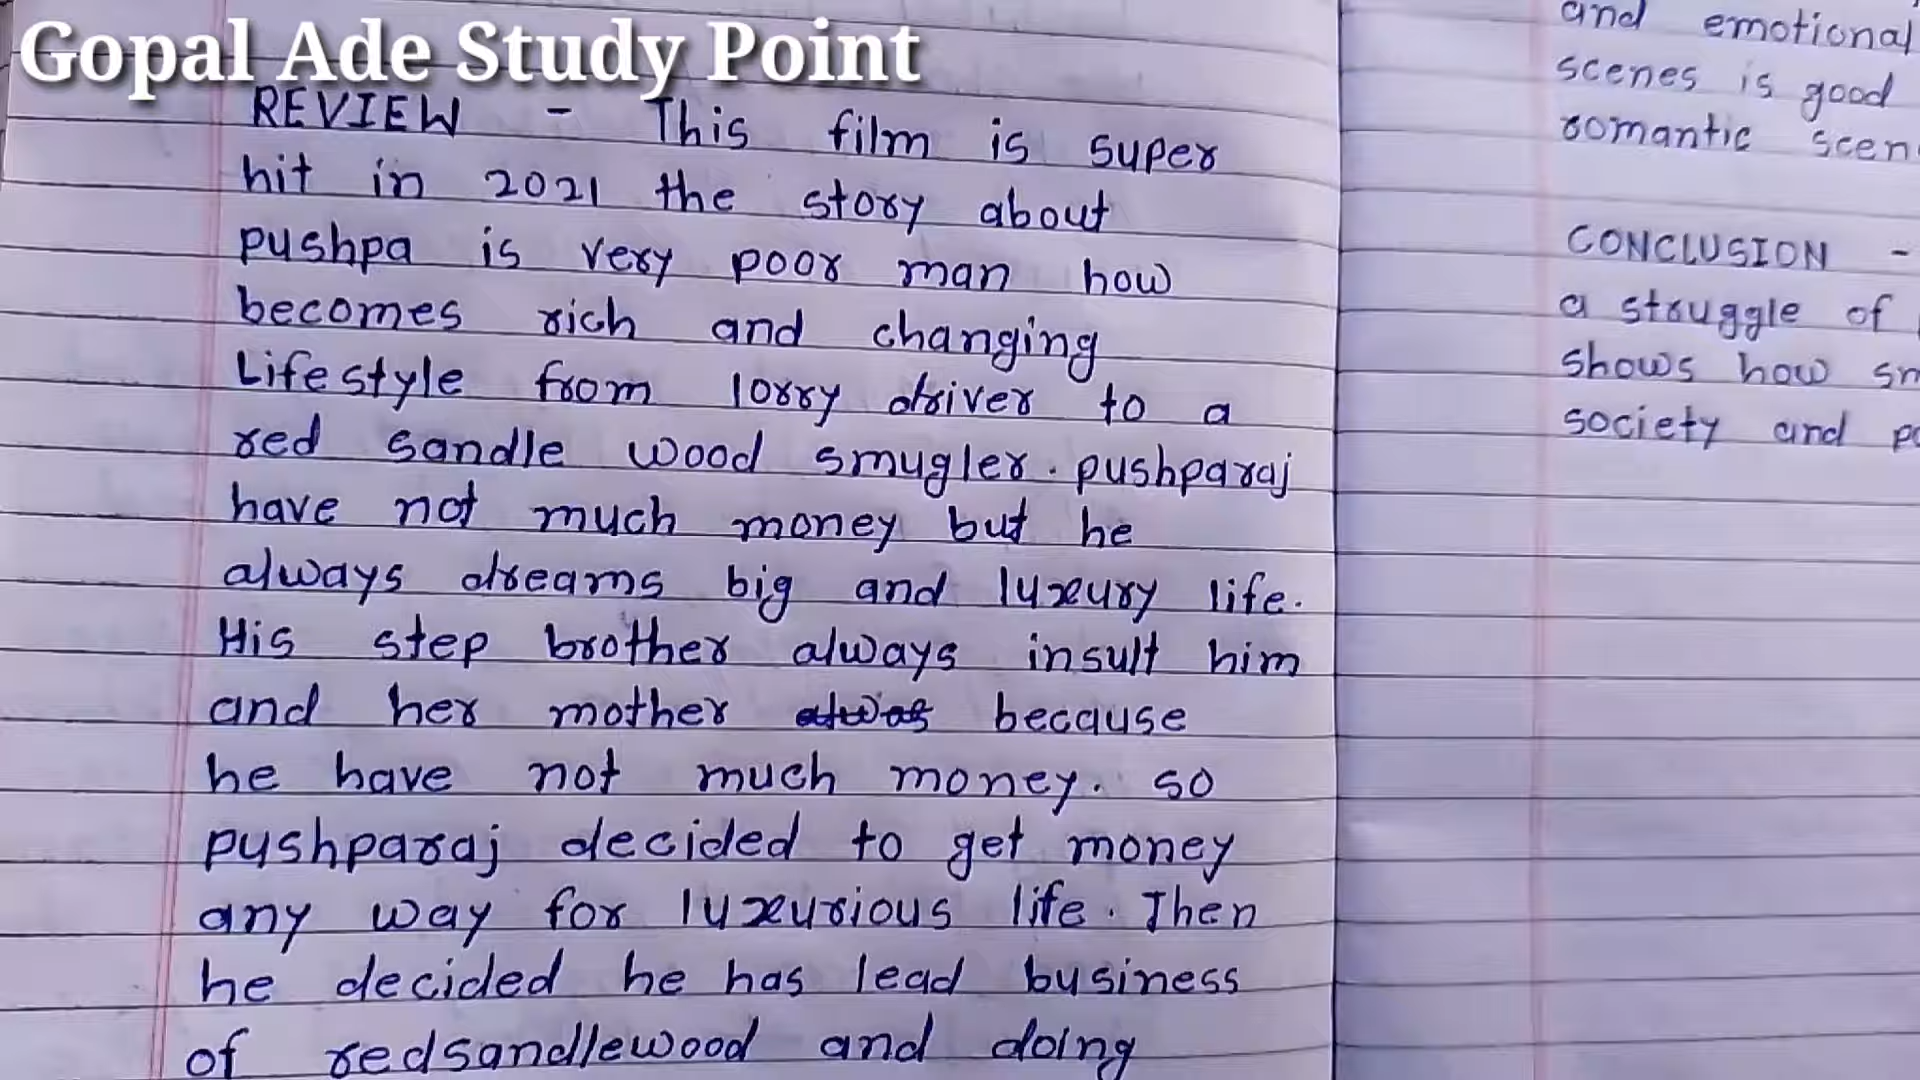 Gopal Ade Study Point
REVIEW - This film is super
hit in 2021 the story about
pushpa is very poor man how
becomes rich and changing
Lifestyle from lorry driver to a
red sandle wood smugler. pushparaj
have not much money but he
always dreams big and luxury life.
His step brother always insult him
and her mother because
he have not much money. so
pushparaj decided to get money
any way for luxurious life. Then
he decided he has lead business
of redsandlewood and doing
and emotional
scenes is good
romantic scen
CONCLUSION -
a struggle of
shows how sm
society and po